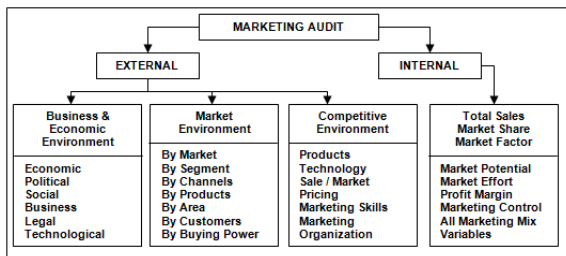 MARKETING AUDIT
EXTERNAL
INTERNAL
Business &
Economic
Environment
Economic
Political
Social
Business
Legal
Technological
Market
Environment
By Market
By Segment
By Channels
By Products
By Area
By Customers
By Buying Power
Competitive
Environment
Products
Technology
Sale / Market
Pricing
Marketing Skills
Marketing
Organization
Total Sales
Market Share
Market Factor
Market Potential
Market Effort
Profit Margin
Marketing Control
All Marketing Mix
Variables